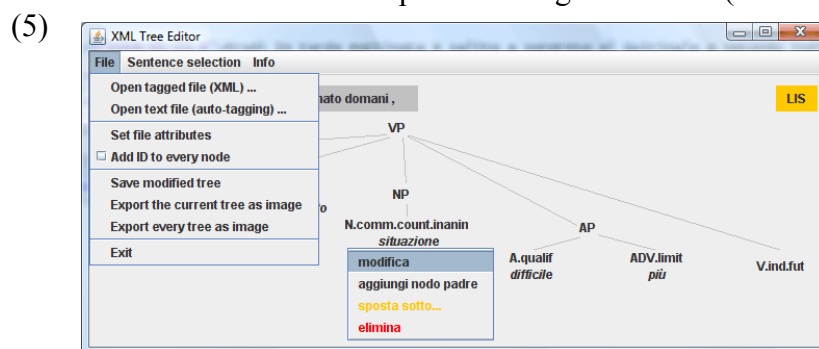 (5)
XML Tree Editor
File Sentence selection Info
Open tagged file (XML) ...
Open text file (auto-tagging) ...
Set file attributes
Add ID to every node
Save modified tree
Export the current tree as image
Export every tree as image
Exit
nato domani ,
LIS
VP
NP
N.comm.count.inanin
situazione
AP
A.qualif
difficile
ADV.limit
più
V.ind.fut
modifica
aggiungi nodo padre
sposta sotto...
elimina